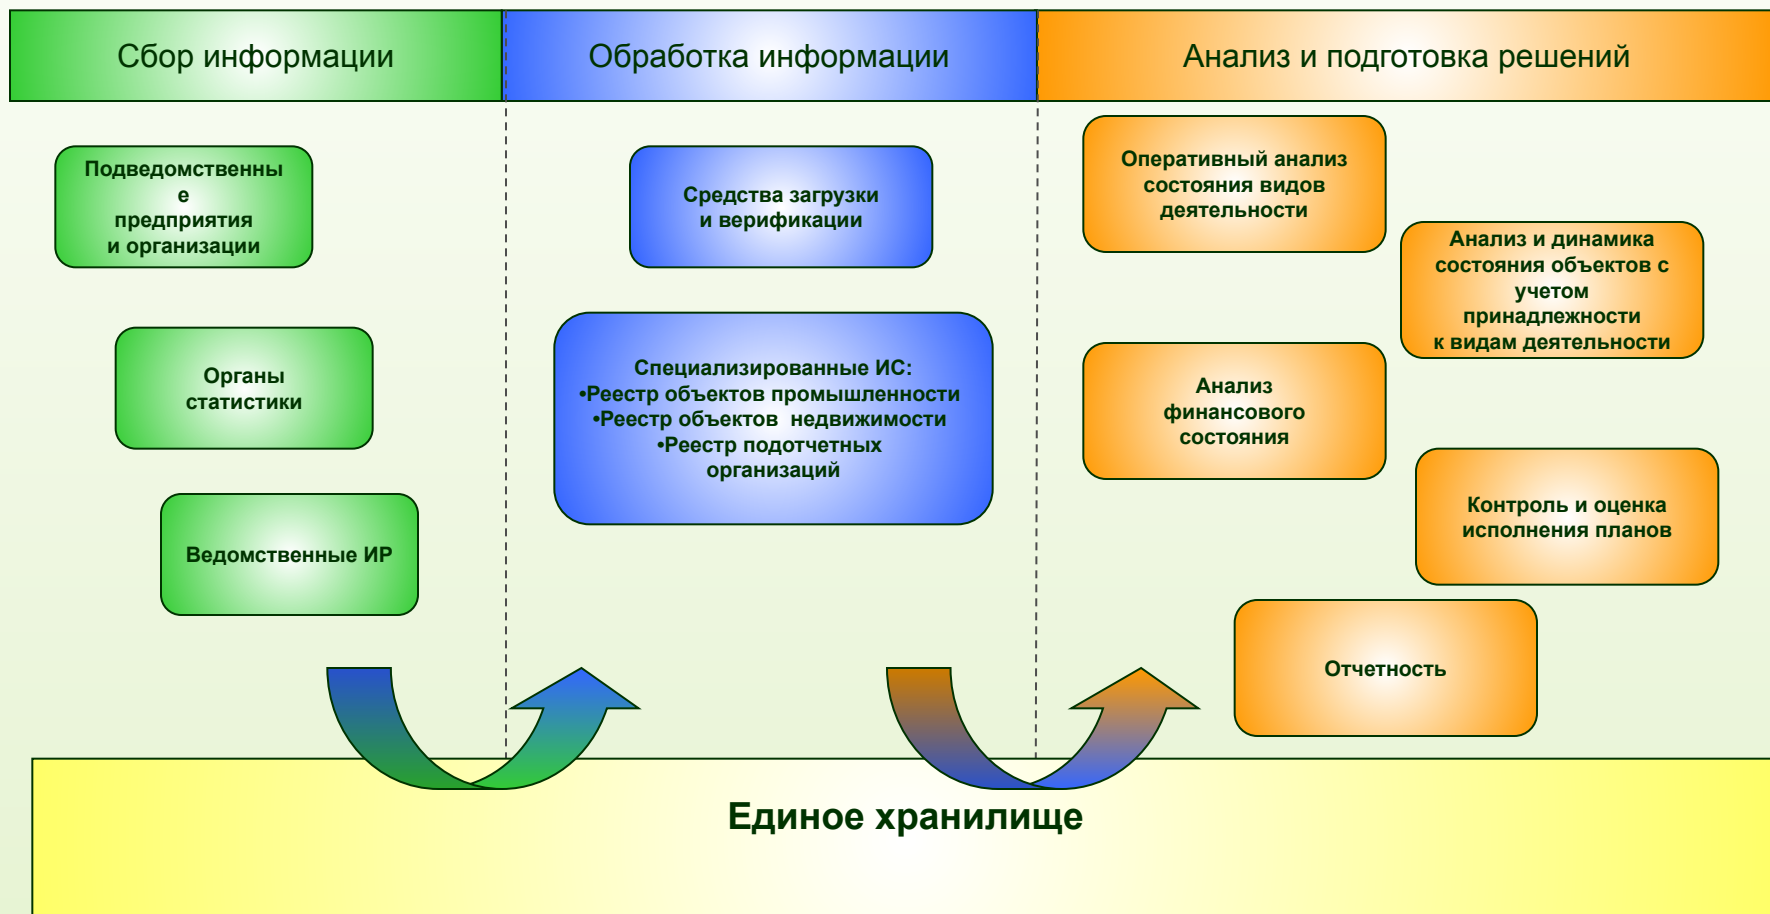 Сбор информации
Обработка информации
Анализ и подготовка решений
Подведомственны
е
предприятия
и организации
Органы
статистики
Ведомственные ИР
Средства загрузки
и верификации
Специализированные ИС:
•Реестр объектов промышленности
•Реестр объектов  недвижимости
•Реестр подотчетных
организаций
Оперативный анализ
состояния видов
деятельности
Анализ и динамика
состояния объектов с
учетом
принадлежности
к видам деятельности
Анализ
финансового
состояния
Контроль и оценка
исполнения планов
Отчетность
Единое хранилище